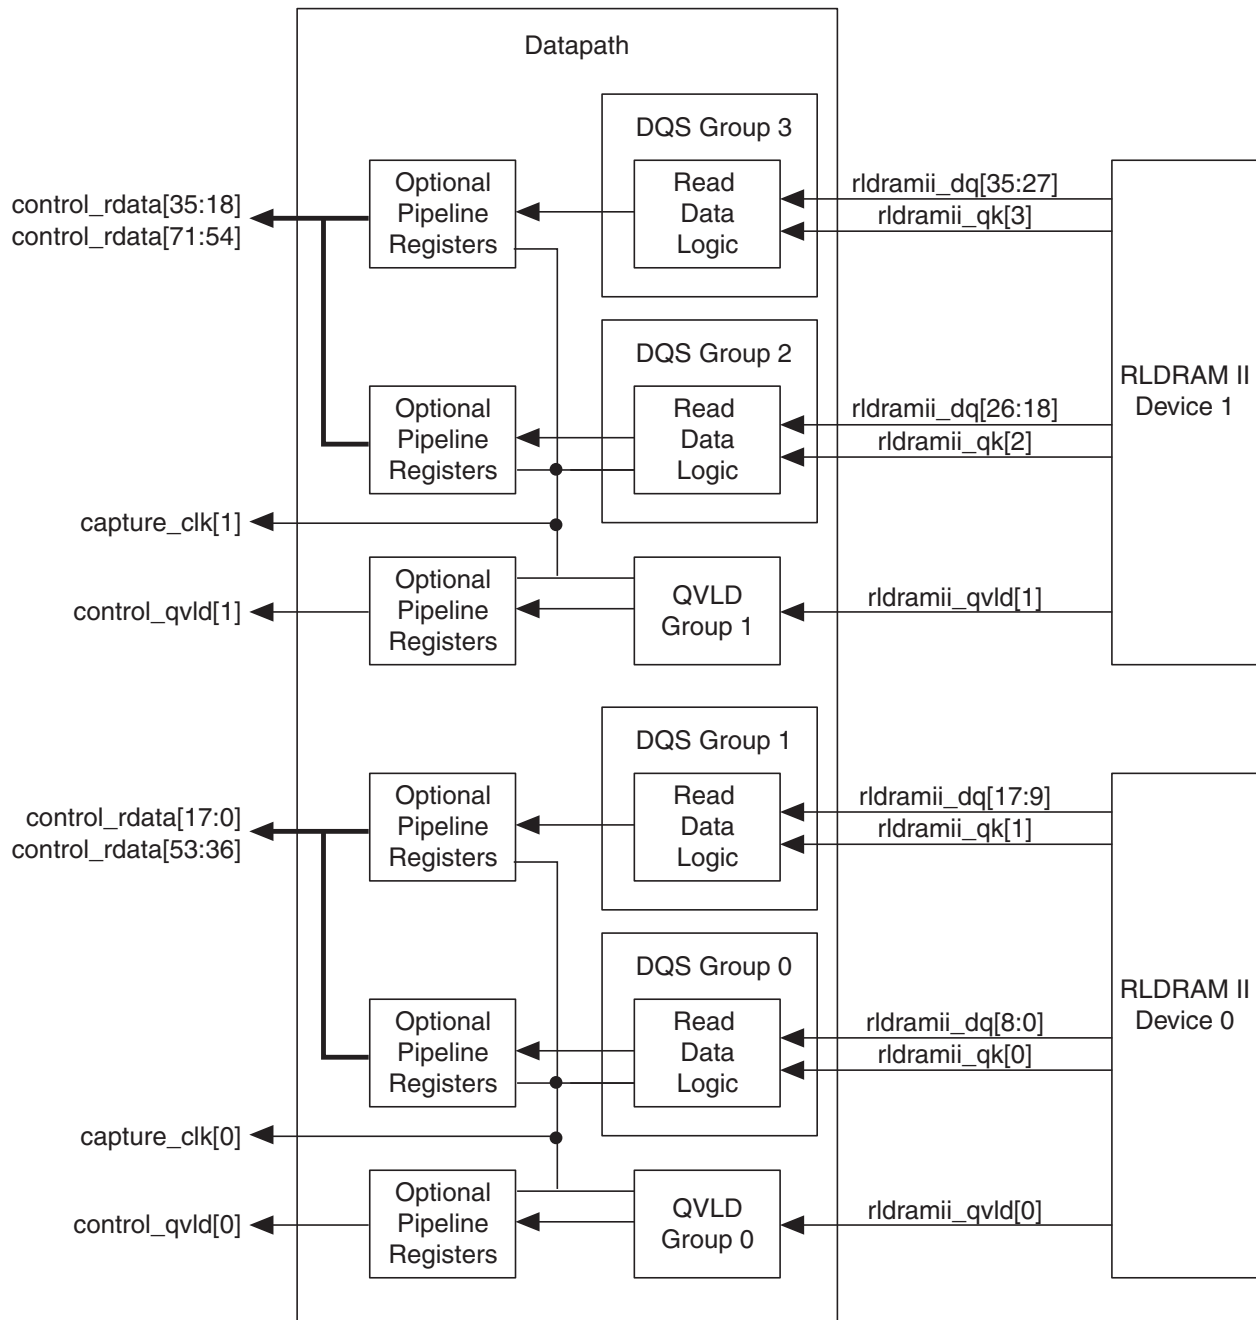 Datapath
DQS Group 3
Optional
Pipeline
Registers
Read
Data
Logic
rldramii_dq[35:27]
rldramii_qk[3]
control_rdata[35:18]
control_rdata[71:54]
DQS Group 2
Optional
Pipeline
Registers
Read
Data
Logic
rldramii_dq[26:18]
rldramii_qk[2]
RLDRAM II
Device 1
capture_clk[1]
Optional
Pipeline
Registers
QVLD
Group 1
rldramii_qvld[1]
control_qvld[1]
DQS Group 1
Optional
Pipeline
Registers
Read
Data
Logic
rldramii_dq[17:9]
rldramii_qk[1]
control_rdata[17:0]
control_rdata[53:36]
DQS Group 0
Optional
Pipeline
Registers
Read
Data
Logic
rldramii_dq[8:0]
rldramii_qk[0]
RLDRAM II
Device 0
capture_clk[0]
Optional
Pipeline
Registers
QVLD
Group 0
rldramii_qvld[0]
control_qvld[0]